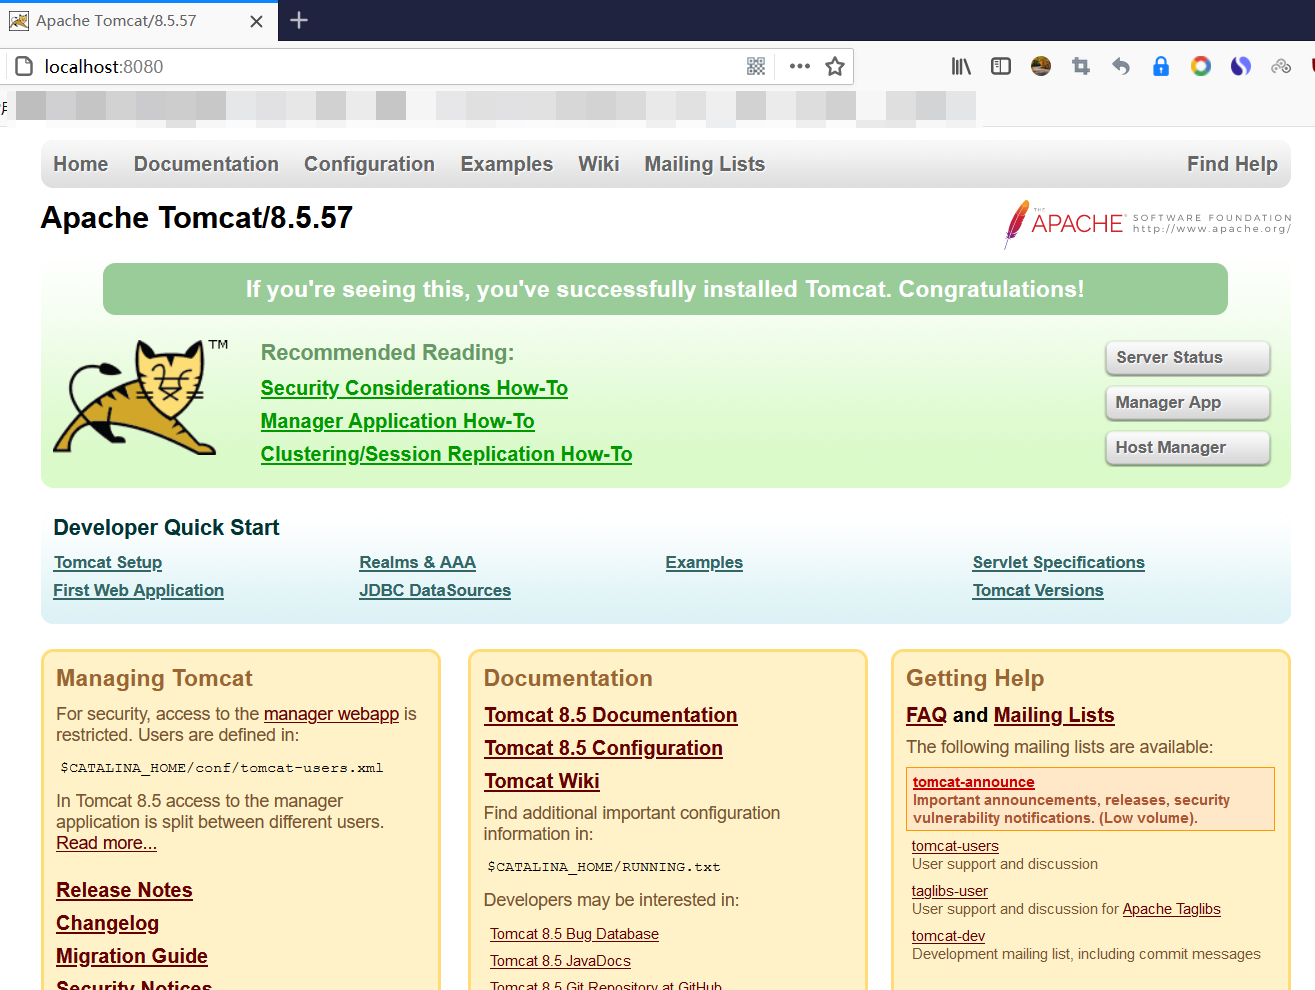 Apache Tomcat/8.5.57
localhost:8080
Home Documentation Configuration Examples Wiki Mailing Lists Find Help
Apache Tomcat/8.5.57
THE APACHE® SOFTWARE FOUNDATION
http://www.apache.org/
If you're seeing this, you've successfully installed Tomcat. Congratulations!
TM
Recommended Reading:
Security Considerations How-To
Manager Application How-To
Clustering/Session Replication How-To
Server Status
Manager App
Host Manager
Developer Quick Start
Tomcat Setup
First Web Application
Realms & AAA
JDBC DataSources
Examples
Servlet Specifications
Tomcat Versions
Managing Tomcat
For security, access to the manager webapp is
restricted. Users are defined in:
$CATALINA_HOME/conf/tomcat-users.xml
In Tomcat 8.5 access to the manager
application is split between different users.
Read more...
Release Notes
Changelog
Migration Guide
Security Notices
Documentation
Tomcat 8.5 Documentation
Tomcat 8.5 Configuration
Tomcat Wiki
Find additional important configuration
information in:
$CATALINA_HOME/RUNNING.txt
Developers may be interested in:
Tomcat 8.5 Bug Database
Tomcat 8.5 JavaDocs
Tomcat 8.5 Git Repository at GitHub
Getting Help
FAQ and Mailing Lists
The following mailing lists are available:
tomcat-announce
Important announcements, releases, security
vulnerability notifications. (Low volume).
tomcat-users
User support and discussion
taglibs-user
User support and discussion for Apache Taglibs
tomcat-dev
Development mailing list, including commit messages